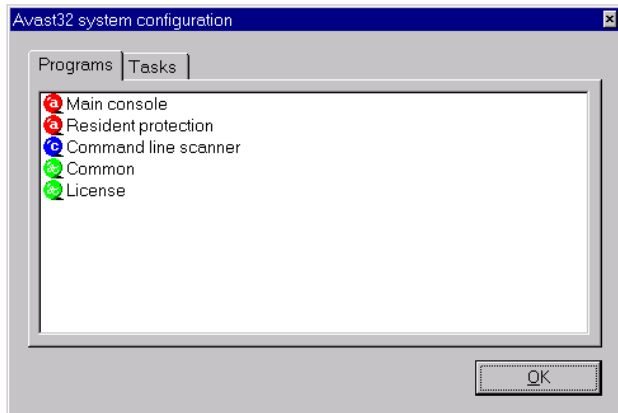 Avast32 system configuration
Programs Tasks
Main console
Resident protection
Command line scanner
Common
License
OK